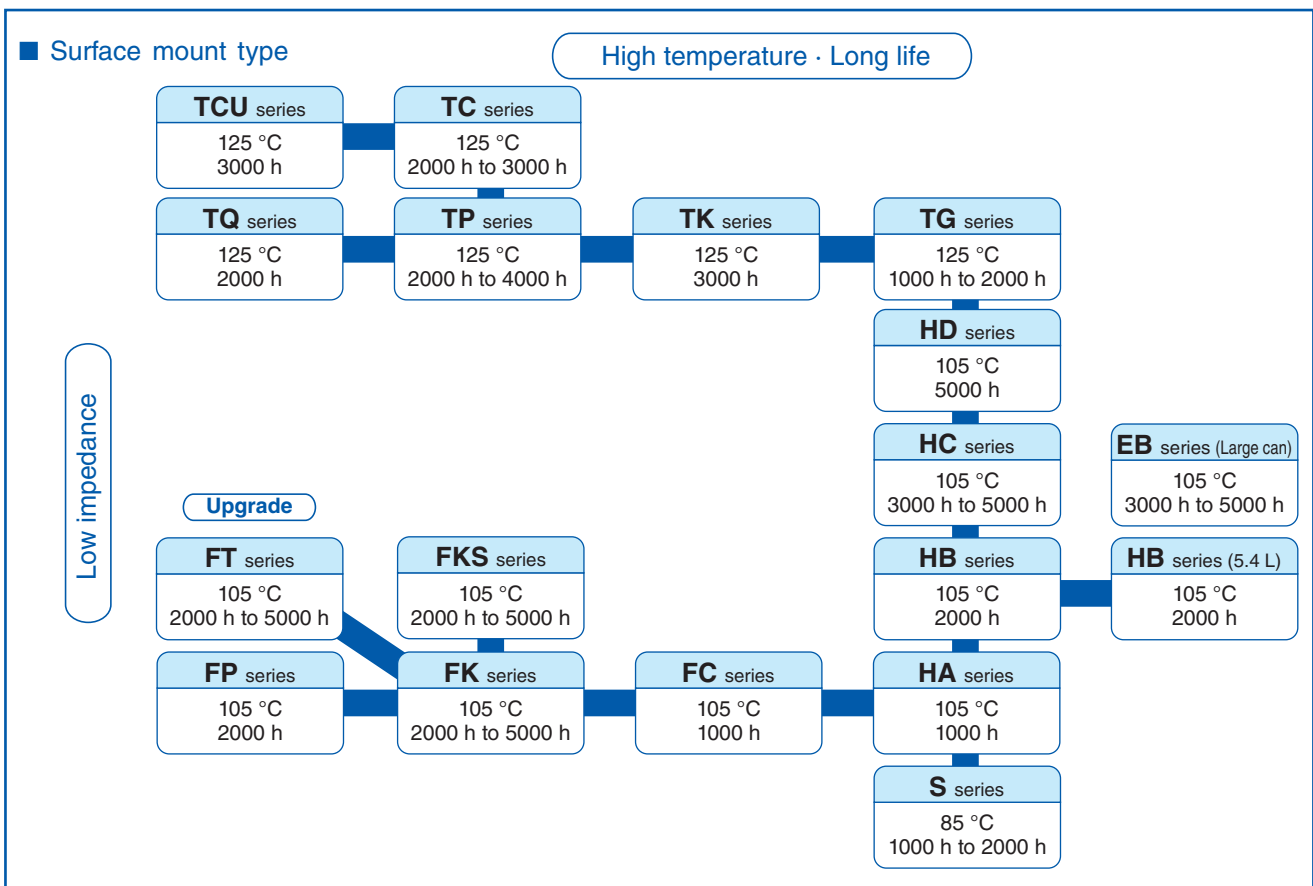 ■ Surface mount type
High temperature · Long life
TCU series
125 °C
3000 h
TC series
125 °C
2000 h to 3000 h
TQ series
125 °C
2000 h
TP series
125 °C
2000 h to 4000 h
TK series
125 °C
3000 h
TG series
125 °C
1000 h to 2000 h
HD series
105 °C
5000 h
Low impedance
HC series
105 °C
3000 h to 5000 h
EB series (Large can)
105 °C
3000 h to 5000 h
Upgrade
FT series
105 °C
2000 h to 5000 h
FKS series
105 °C
2000 h to 5000 h
HB series
105 °C
2000 h
HB series (5.4 L)
105 °C
2000 h
FP series
105 °C
2000 h
FK series
105 °C
2000 h to 5000 h
FC series
105 °C
1000 h
HA series
105 °C
1000 h
S series
85 °C
1000 h to 2000 h